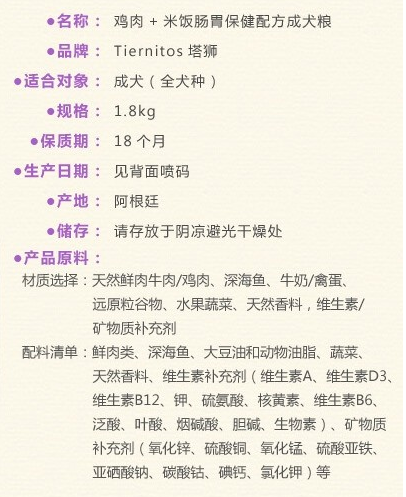 ●名称： 鸡肉 + 米饭肠胃保健配方成犬粮
●品牌： Tiernitos 塔狮
●适合对象： 成犬（全犬种）
●规格： 1.8kg
●保质期： 18 个月
●生产日期： 见背面喷码
●产地： 阿根廷
●储存： 请存放于阴凉避光干燥处
●产品原料：
材质选择：天然鲜肉牛肉/鸡肉、深海鱼、牛奶/禽蛋、
远原粒谷物、水果蔬菜、天然香料，维生素/
矿物质补充剂
配料清单：鲜肉类、深海鱼、大豆油和动物油脂、蔬菜、
天然香料、维生素补充剂（维生素A、维生素D3、
维生素B12、钾、硫氨酸、核黄素、维生素B6、
泛酸、叶酸、烟碱酸、胆碱、生物素）、矿物质
补充剂（氧化锌、硫酸铜、氧化锰、硫酸亚铁、
亚硒酸钠、碳酸钴、碘钙、氯化钾）等